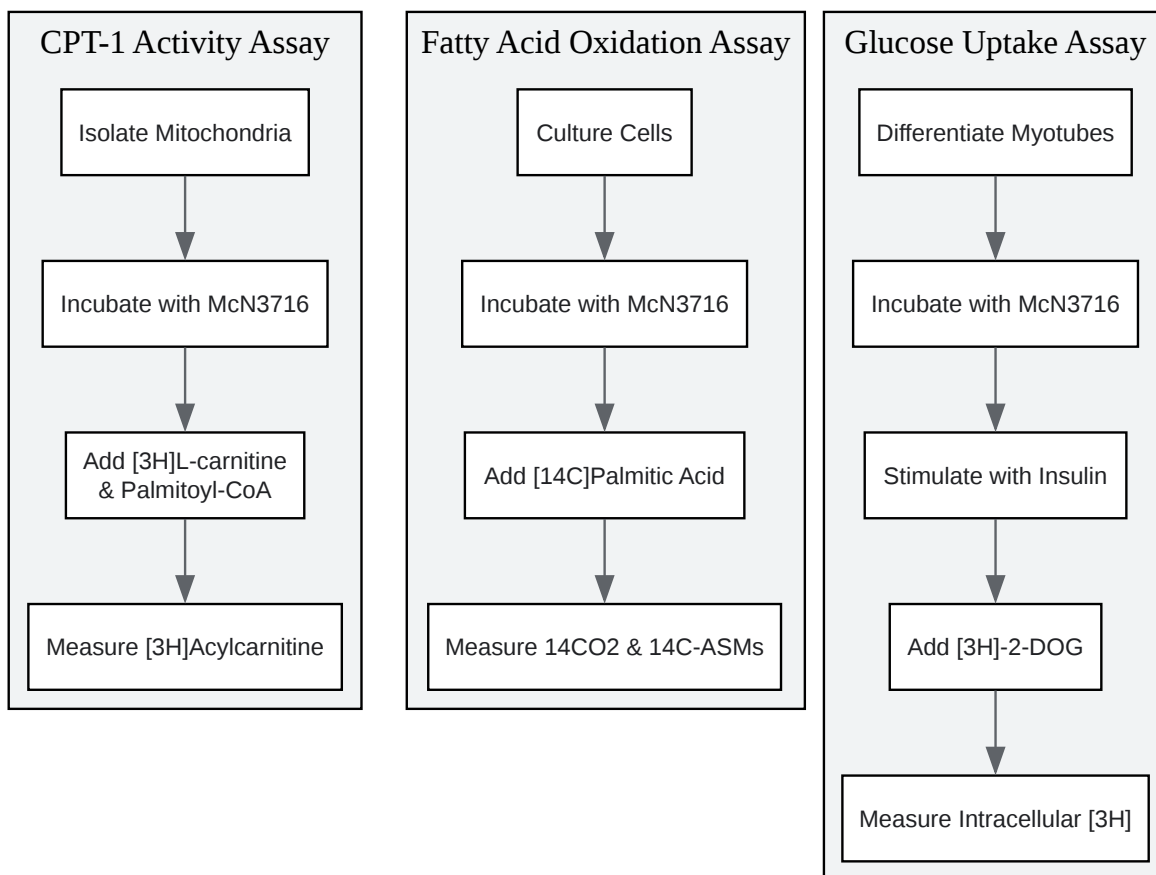 CPT-1 Activity Assay
Isolate Mitochondria
Incubate with McN3716
Add [3H]L-carnitine
& Palmitoyl-CoA
Measure [3H]Acylcarnitine
Fatty Acid Oxidation Assay
Culture Cells
Incubate with McN3716
Add [14C]Palmitic Acid
Measure 14CO2 & 14C-ASMs
Glucose Uptake Assay
Differentiate Myotubes
Incubate with McN3716
Stimulate with Insulin
Add [3H]-2-DOG
Measure Intracellular [3H]